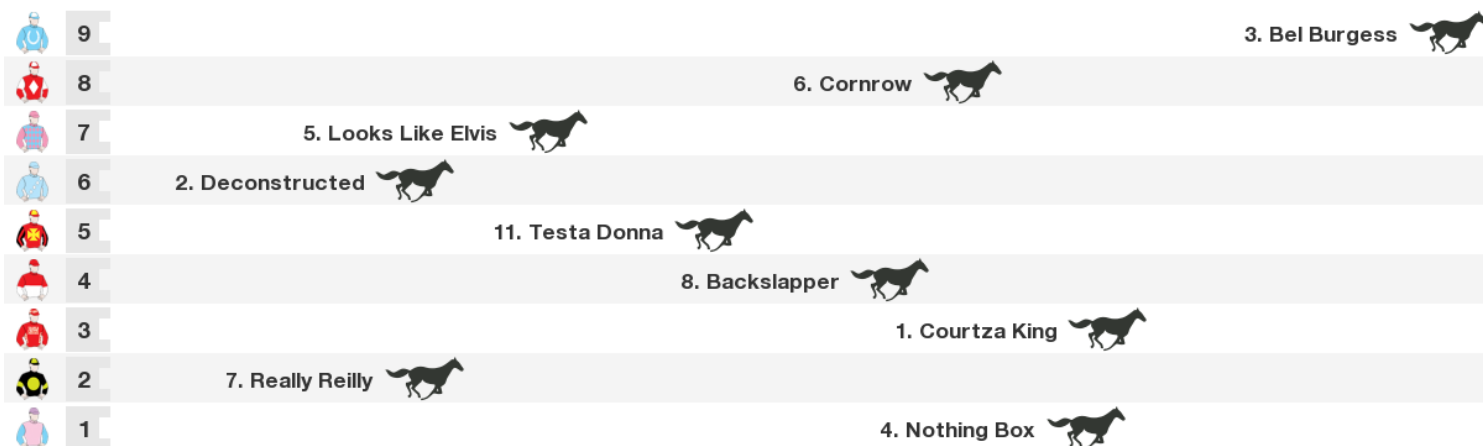 9 3. Bel Burgess
8 6. Cornrow
7 5. Looks Like Elvis
6 2. Deconstructed
5 11. Testa Donna
4 8. Backslapper
3 1. Courtza King
2 7. Really Reilly
1 4. Nothing Box